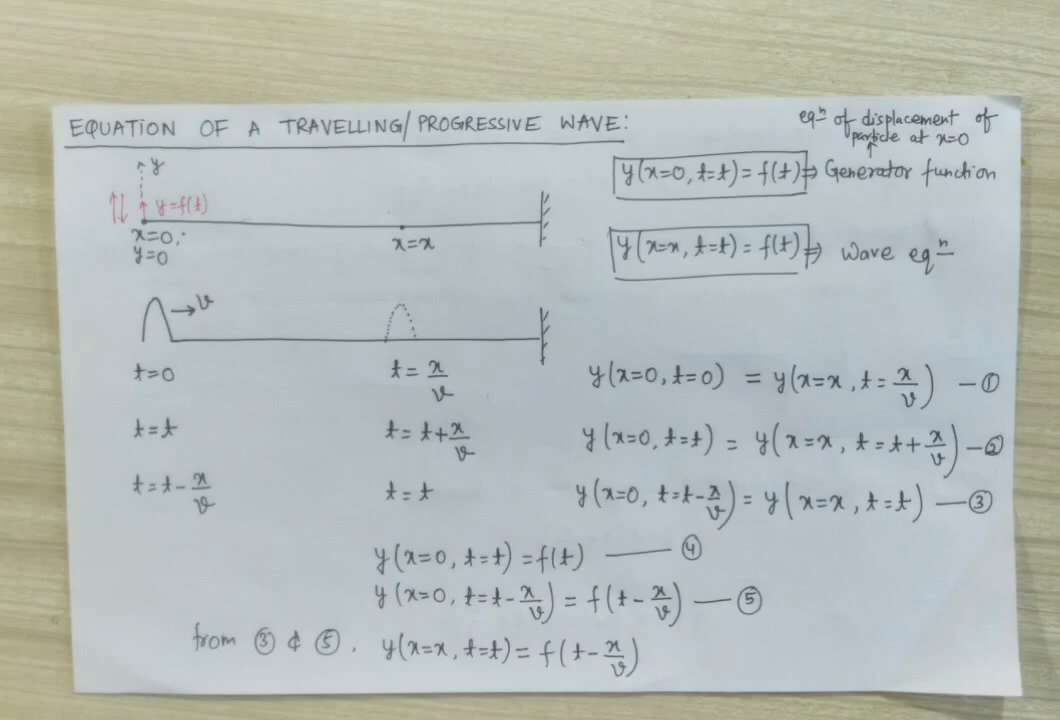 EQUATION OF A TRAVELLING/PROGRESSIVE WAVE:
eqⁿ of displacement of
particle at x=0
y(x=0, t=t) = f(t) ⇒ Generator function
y
y=f(t)
x=0,
y=0
x=x
y(x=x, t=t) = f(t) ⇒ Wave eqⁿ
→ v
t=0 t= x/v y(x=0, t=0) = y(x=x, t= x/v) —①
t=t t= t+x/v y(x=0, t=t) = y(x=x, t=t+x/v) —②
t=t-x/v t=t y(x=0, t=t-x/v) = y(x=x, t=t) —③
y(x=0, t=t) = f(t) —④
y(x=0, t=t-x/v) = f(t-x/v) —⑤
from ③ & ⑤, y(x=x, t=t) = f(t-x/v)